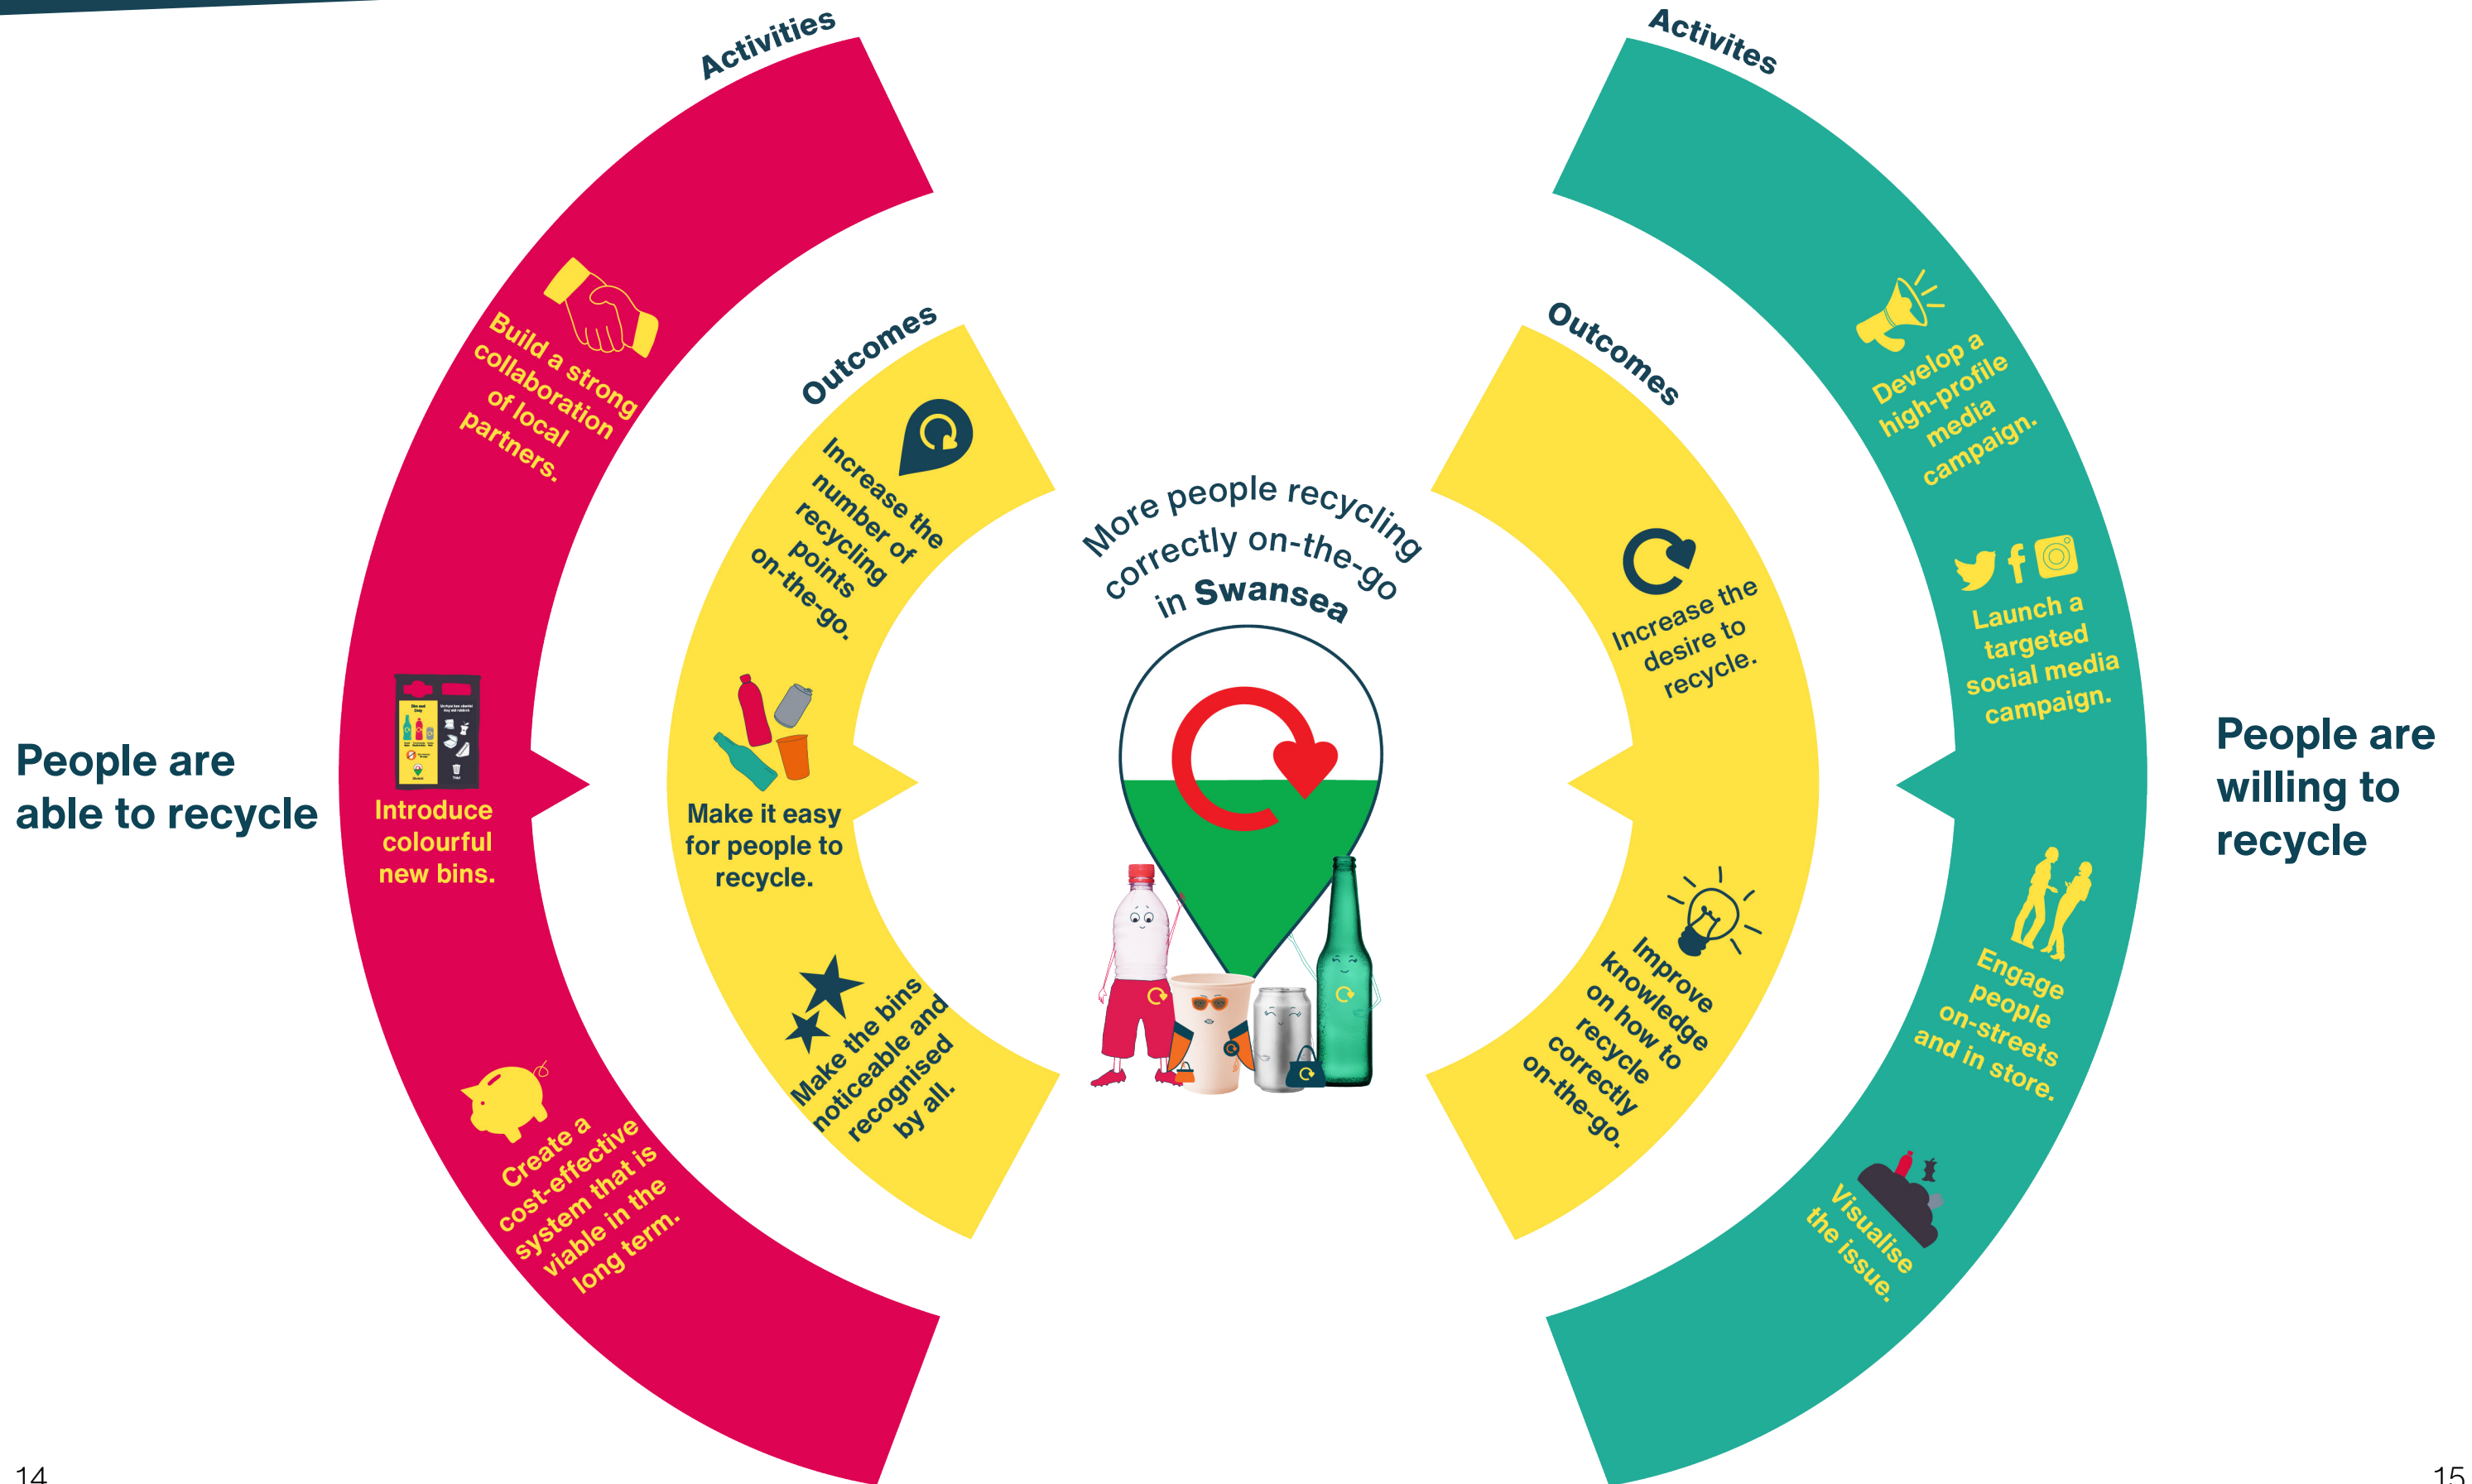 People are
able to recycle
Activities
Build a strong
collaboration
of local
partners.
Introduce
colourful
new bins.
Create a
cost-effective
system that is
viable in the
long term.
Outcomes
Increase the
number of
recycling
points
on-the-go.
Make it easy
for people to
recycle.
Make the bins
noticeable and
recognised
by all.
More people recycling
correctly on-the-go
in Swansea
Outcomes
Increase the
desire to
recycle.
Improve
knowledge
on how to
recycle
correctly
on-the-go.
Activites
Develop a
high-profile
media
campaign.
Launch a
targeted
social media
campaign.
Engage
people
on-streets
and in store.
Visualise
the issue.
People are
willing to
recycle
14
15